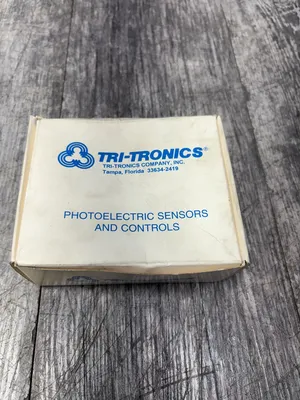 TRI-TRONICS®
TRI-TRONICS COMPANY, INC.
Tampa, Florida 33634-2419
PHOTOELECTRIC SENSORS
AND CONTROLS